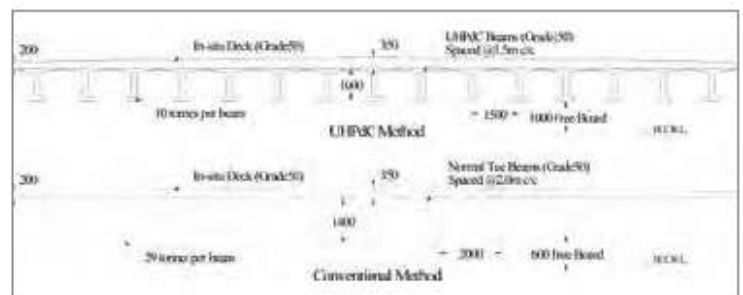 200
In-situ Deck (Grade50)
350
UHPdC Beams (Grade150)
Spaced @1.5m c/c
1000
10 tonnes per beam
1500
1000 Free Board
UHPdC Method
200
In-situ Deck (Grade50)
350
Normal Tee Beams (Grade50)
Spaced @2.0m c/c
1400
29 tonnes per beam
2000
600 Free Board
Conventional Method